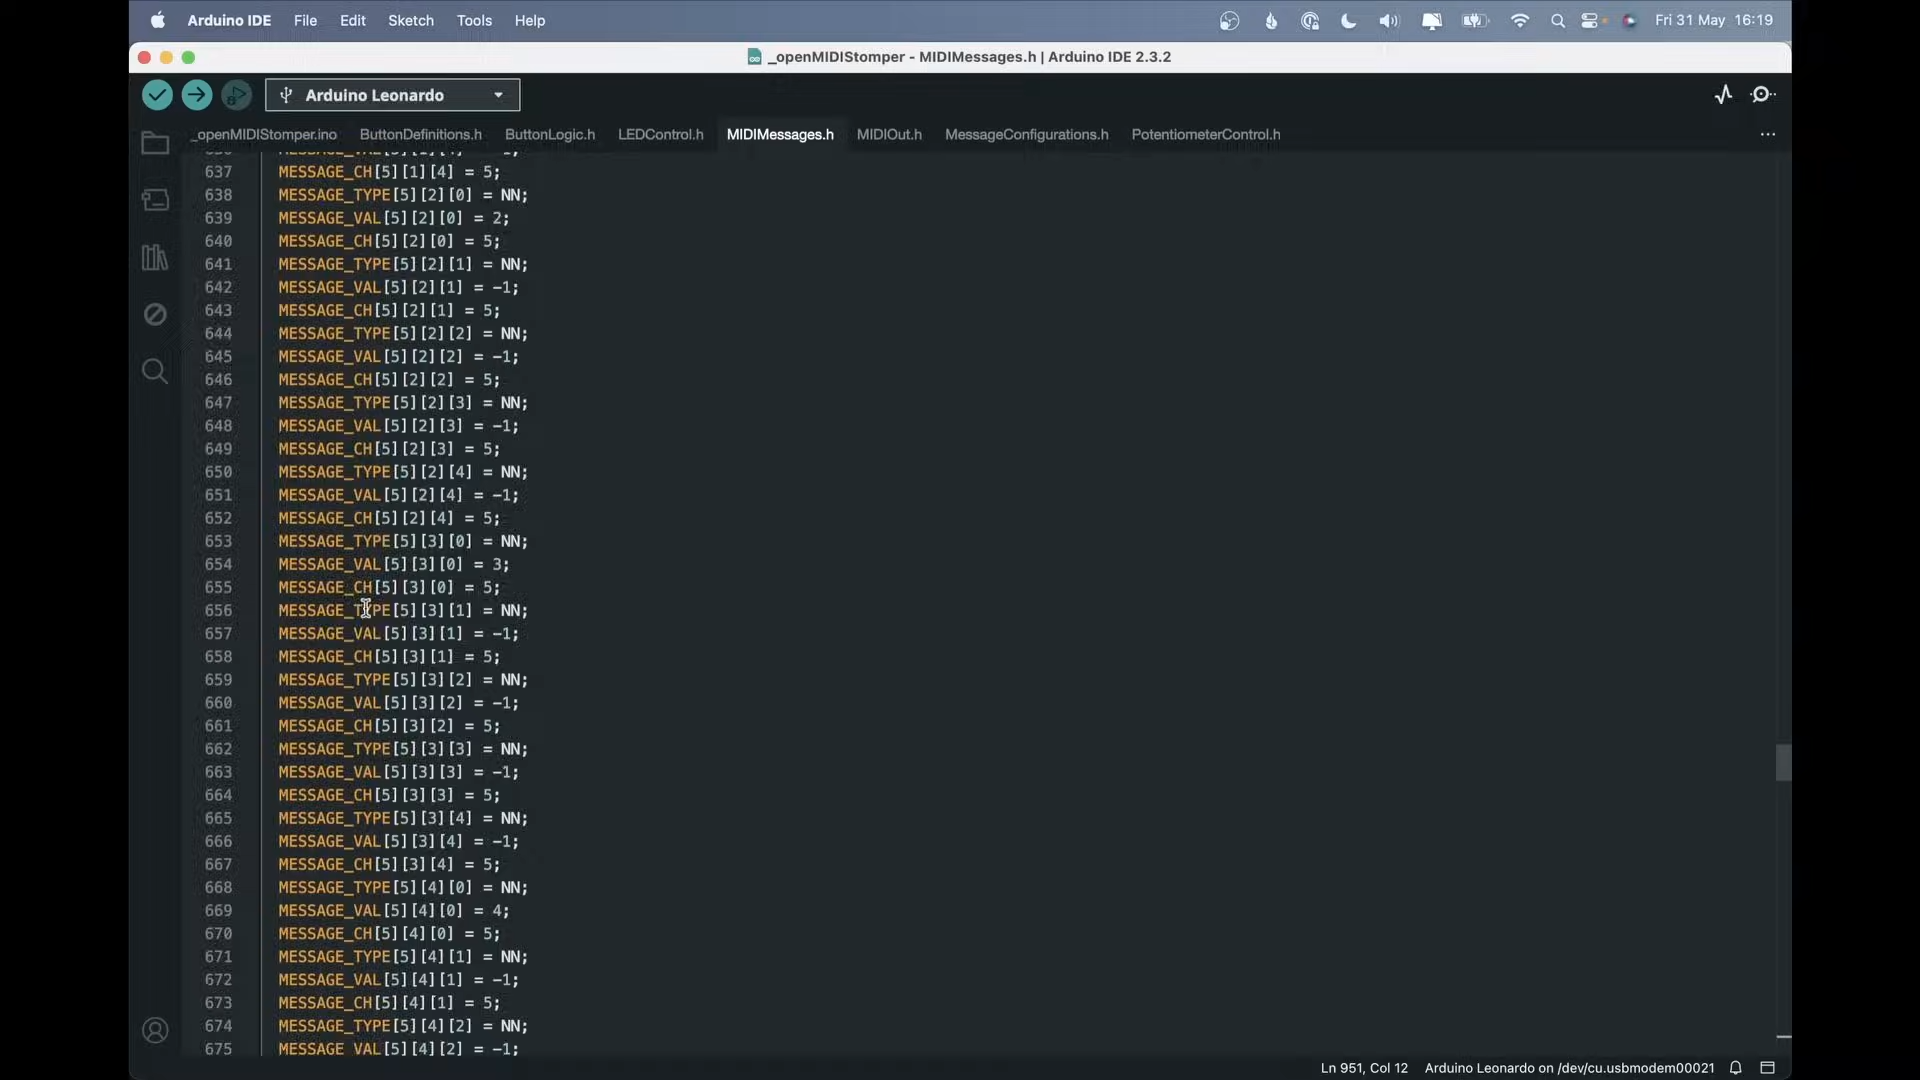 Arduino IDE File Edit Sketch Tools Help Fri 31 May 16:19
_openMIDIStomper - MIDIMessages.h | Arduino IDE 2.3.2
Arduino Leonardo
_openMIDIStomper.ino ButtonDefinitions.h ButtonLogic.h LEDControl.h MIDIMessages.h MIDIOut.h MessageConfigurations.h PotentiometerControl.h ...
637 MESSAGE_CH[5][1][4] = 5;
638 MESSAGE_TYPE[5][2][0] = NN;
639 MESSAGE_VAL[5][2][0] = 2;
640 MESSAGE_CH[5][2][0] = 5;
641 MESSAGE_TYPE[5][2][1] = NN;
642 MESSAGE_VAL[5][2][1] = -1;
643 MESSAGE_CH[5][2][1] = 5;
644 MESSAGE_TYPE[5][2][2] = NN;
645 MESSAGE_VAL[5][2][2] = -1;
646 MESSAGE_CH[5][2][2] = 5;
647 MESSAGE_TYPE[5][2][3] = NN;
648 MESSAGE_VAL[5][2][3] = -1;
649 MESSAGE_CH[5][2][3] = 5;
650 MESSAGE_TYPE[5][2][4] = NN;
651 MESSAGE_VAL[5][2][4] = -1;
652 MESSAGE_CH[5][2][4] = 5;
653 MESSAGE_TYPE[5][3][0] = NN;
654 MESSAGE_VAL[5][3][0] = 3;
655 MESSAGE_CH[5][3][0] = 5;
656 MESSAGE_TYPE[5][3][1] = NN;
657 MESSAGE_VAL[5][3][1] = -1;
658 MESSAGE_CH[5][3][1] = 5;
659 MESSAGE_TYPE[5][3][2] = NN;
660 MESSAGE_VAL[5][3][2] = -1;
661 MESSAGE_CH[5][3][2] = 5;
662 MESSAGE_TYPE[5][3][3] = NN;
663 MESSAGE_VAL[5][3][3] = -1;
664 MESSAGE_CH[5][3][3] = 5;
665 MESSAGE_TYPE[5][3][4] = NN;
666 MESSAGE_VAL[5][3][4] = -1;
667 MESSAGE_CH[5][3][4] = 5;
668 MESSAGE_TYPE[5][4][0] = NN;
669 MESSAGE_VAL[5][4][0] = 4;
670 MESSAGE_CH[5][4][0] = 5;
671 MESSAGE_TYPE[5][4][1] = NN;
672 MESSAGE_VAL[5][4][1] = -1;
673 MESSAGE_CH[5][4][1] = 5;
674 MESSAGE_TYPE[5][4][2] = NN;
675 MESSAGE_VAL[5][4][2] = -1;
Ln 951, Col 12 Arduino Leonardo on /dev/cu.usbmodem00021